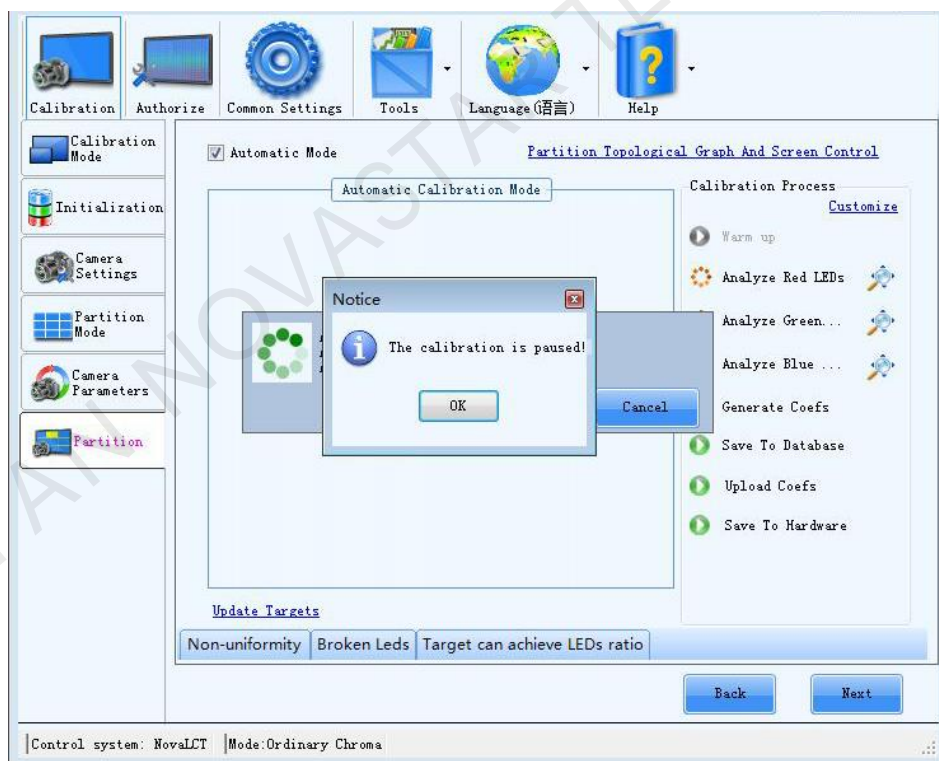 Calibration
Authorize
Common Settings
Tools
Language(语言)
Help
Calibration
Mode
Initialization
Camera
Settings
Partition
Mode
Camera
Parameters
Partition
Automatic Mode
Partition Topological Graph And Screen Control
Automatic Calibration Mode
Notice
The calibration is paused!
OK
Cancel
Calibration Process
Customize
Warm up
Analyze Red LEDs
Analyze Green...
Analyze Blue ...
Generate Coefs
Save To Database
Upload Coefs
Save To Hardware
Update Targets
Non-uniformity
Broken Leds
Target can achieve LEDs ratio
Back
Next
Control system: NovaLCT
Mode:Ordinary Chroma